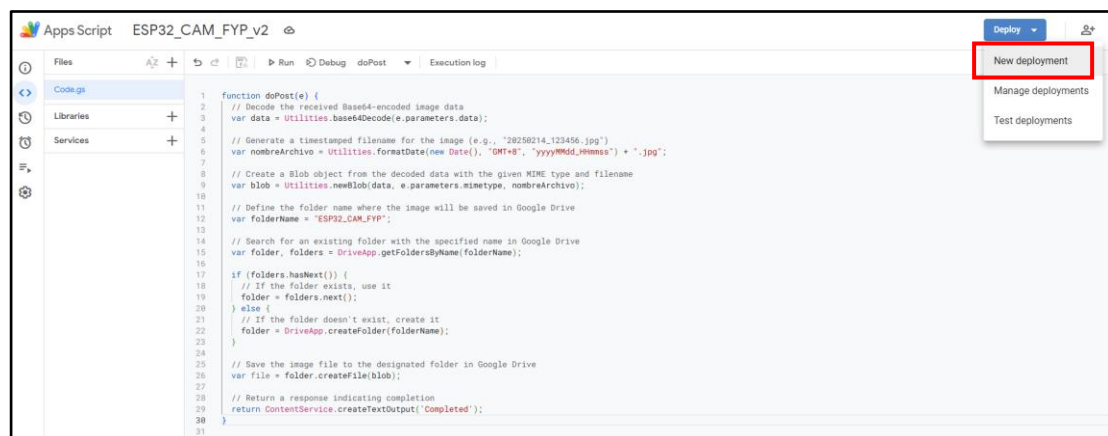 Apps Script ESP32_CAM_FYP_v2
Deploy
New deployment
Manage deployments
Test deployments
Files
AZ
Code.gs
Libraries
Services
Run Debug doPost Execution log
1 function doPost(e) {
2 // Decode the received Base64-encoded image data
3 var data = Utilities.base64Decode(e.parameters.data);
4
5 // Generate a timestamped filename for the image (e.g., "20250214_123456.jpg")
6 var nombreArchivo = Utilities.formatDate(new Date(), "GMT+8", "yyyyMMdd_HHmmss") + ".jpg";
7
8 // Create a Blob object from the decoded data with the given MIME type and filename
9 var blob = Utilities.newBlob(data, e.parameters.mimetype, nombreArchivo);
10
11 // Define the folder name where the image will be saved in Google Drive
12 var folderName = "ESP32_CAM_FYP";
13
14 // Search for an existing folder with the specified name in Google Drive
15 var folder, folders = DriveApp.getFoldersByName(folderName);
16
17 if (folders.hasNext()) {
18 // If the folder exists, use it
19 folder = folders.next();
20 } else {
21 // If the folder doesn't exist, create it
22 folder = DriveApp.createFolder(folderName);
23 }
24
25 // Save the image file to the designated folder in Google Drive
26 var file = folder.createFile(blob);
27
28 // Return a response indicating completion
29 return ContentService.createTextOutput('Completed');
30 }
31